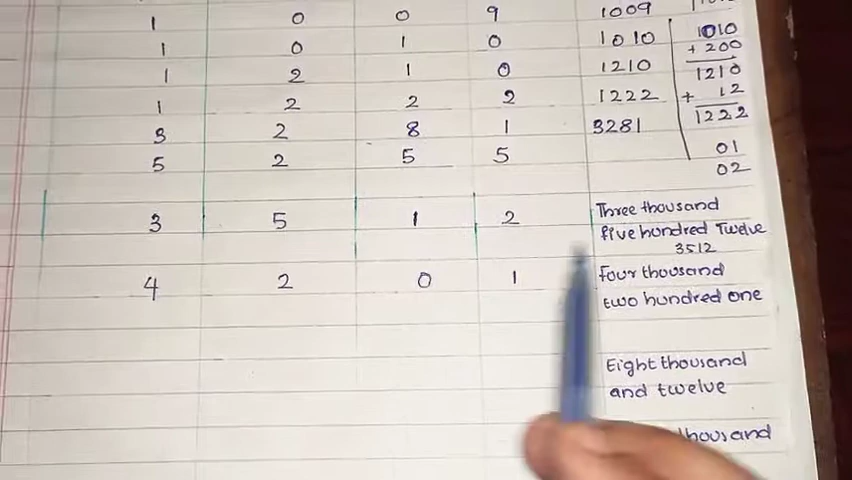 1 0 0 9 1009
1 0 1 0 1010 1010
+ 200
1 2 1 0 1210 1210
1 2 2 2 1222 + 12
3 2 8 1 3281 1222
5 2 5 5 01
02
3 5 1 2 Three thousand
five hundred Twelve
3512
4 2 0 1 Four thousand
two hundred one
Eight thousand
and twelve
thousand